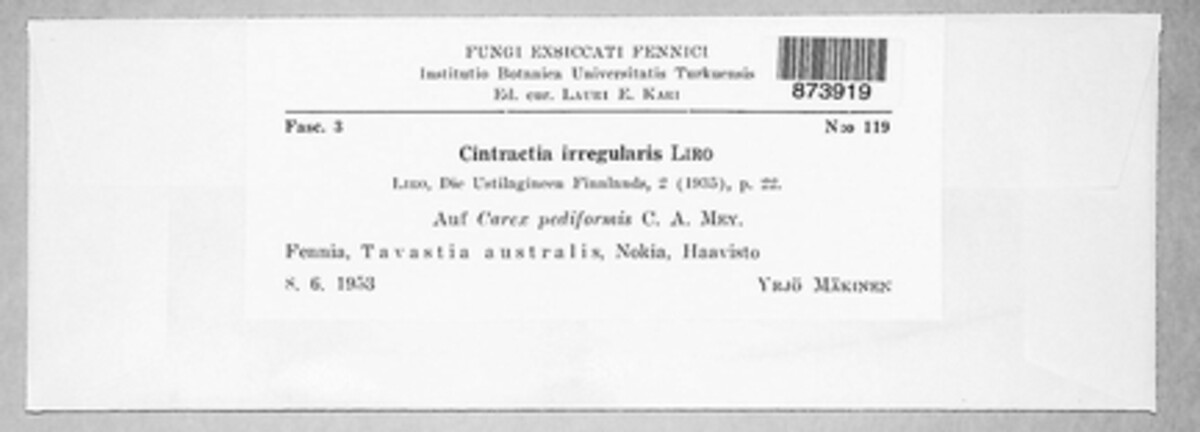 FUNGI EXSICCATI FENNICI
Institutio Botanica Universitatis Turkuensis
Ed. cur. LAURI E. KARI
873919
Fasc. 3 N:o 119
Cintractia irregularis LIRO
LIRO, Die Ustilagineen Finnlands, 2 (1935), p. 22.
Auf Carex pediformis C. A. MEY.
Fennia, Tavastia australis, Nokia, Haavisto
8. 6. 1953 YRJÖ MÄKINEN